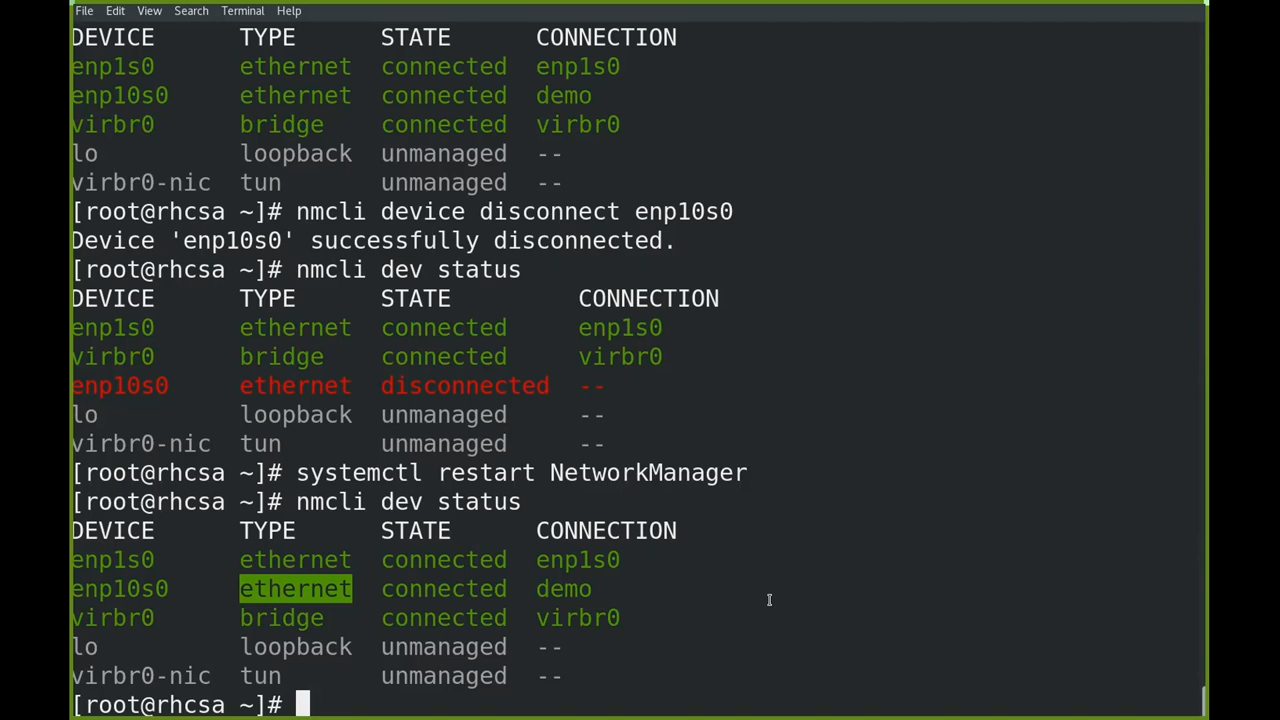 File Edit View Search Terminal Help
DEVICE TYPE STATE CONNECTION
enp1s0 ethernet connected enp1s0
enp10s0 ethernet connected demo
virbr0 bridge connected virbr0
lo loopback unmanaged --
virbr0-nic tun unmanaged --
[root@rhcsa ~]# nmcli device disconnect enp10s0
Device 'enp10s0' successfully disconnected.
[root@rhcsa ~]# nmcli dev status
DEVICE TYPE STATE CONNECTION
enp1s0 ethernet connected enp1s0
virbr0 bridge connected virbr0
enp10s0 ethernet disconnected --
lo loopback unmanaged --
virbr0-nic tun unmanaged --
[root@rhcsa ~]# systemctl restart NetworkManager
[root@rhcsa ~]# nmcli dev status
DEVICE TYPE STATE CONNECTION
enp1s0 ethernet connected enp1s0
enp10s0 ethernet connected demo
virbr0 bridge connected virbr0
lo loopback unmanaged --
virbr0-nic tun unmanaged --
[root@rhcsa ~]#